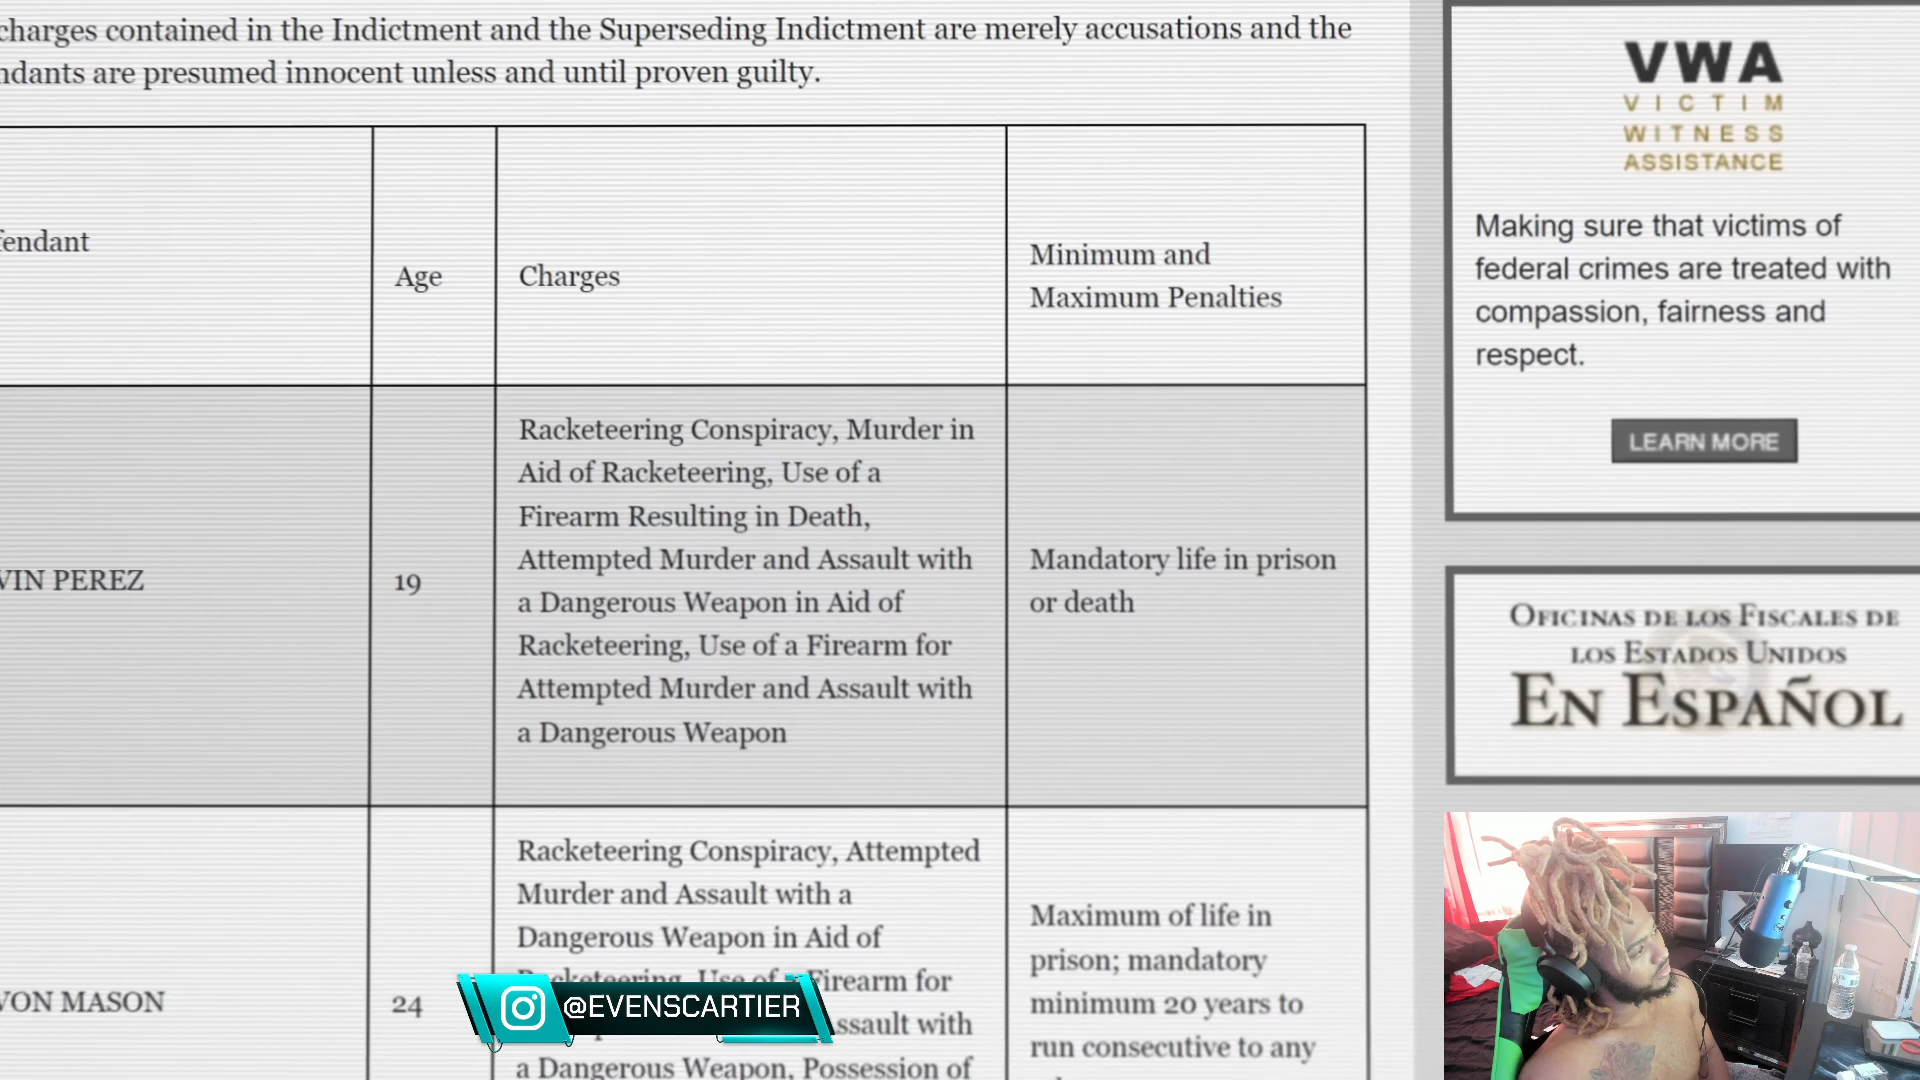 charges contained in the Indictment and the Superseding Indictment are merely accusations and the
ndants are presumed innocent unless and until proven guilty.
fendant
Age
Charges
Minimum and
Maximum Penalties
VIN PEREZ
19
Racketeering Conspiracy, Murder in
Aid of Racketeering, Use of a
Firearm Resulting in Death,
Attempted Murder and Assault with
a Dangerous Weapon in Aid of
Racketeering, Use of a Firearm for
Attempted Murder and Assault with
a Dangerous Weapon
Mandatory life in prison
or death
VON MASON
24
Racketeering Conspiracy, Attempted
Murder and Assault with a
Dangerous Weapon in Aid of
Racketeering, Use of a Firearm for
ssault with
a Dangerous Weapon, Possession of
Maximum of life in
prison; mandatory
minimum 20 years to
run consecutive to any
@EVENSCARTIER
VWA
VICTIM
WITNESS
ASSISTANCE
Making sure that victims of
federal crimes are treated with
compassion, fairness and
respect.
LEARN MORE
OFICINAS DE LOS FISCALES DE
LOS ESTADOS UNIDOS
EN ESPAÑOL